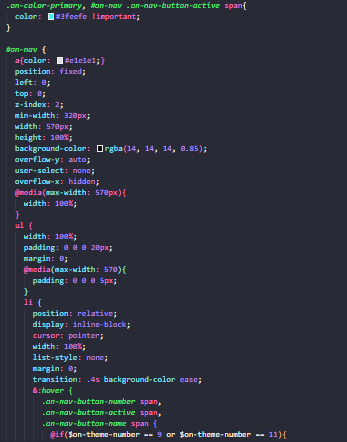 .on-color-primary, #on-nav .on-nav-button-active span{
color: #3feefe !important;
}
#on-nav {
a{color: #e1e1e1;}
position: fixed;
left: 0;
top: 0;
z-index: 2;
min-width: 320px;
width: 570px;
height: 100%;
background-color: rgba(14, 14, 14, 0.85);
overflow-y: auto;
user-select: none;
overflow-x: hidden;
@media(max-width: 570px){
width: 100%;
}
ul {
width: 100%;
padding: 0 0 0 20px;
margin: 0;
@media(max-width: 570){
padding: 0 0 0 5px;
}
li {
position: relative;
display: inline-block;
cursor: pointer;
width: 100%;
list-style: none;
margin: 0;
transition: .4s background-color ease;
&:hover {
.on-nav-button-number span,
.on-nav-button-active span,
.on-nav-button-name span {
@if($on-theme-number == 9 or $on-theme-number == 11){